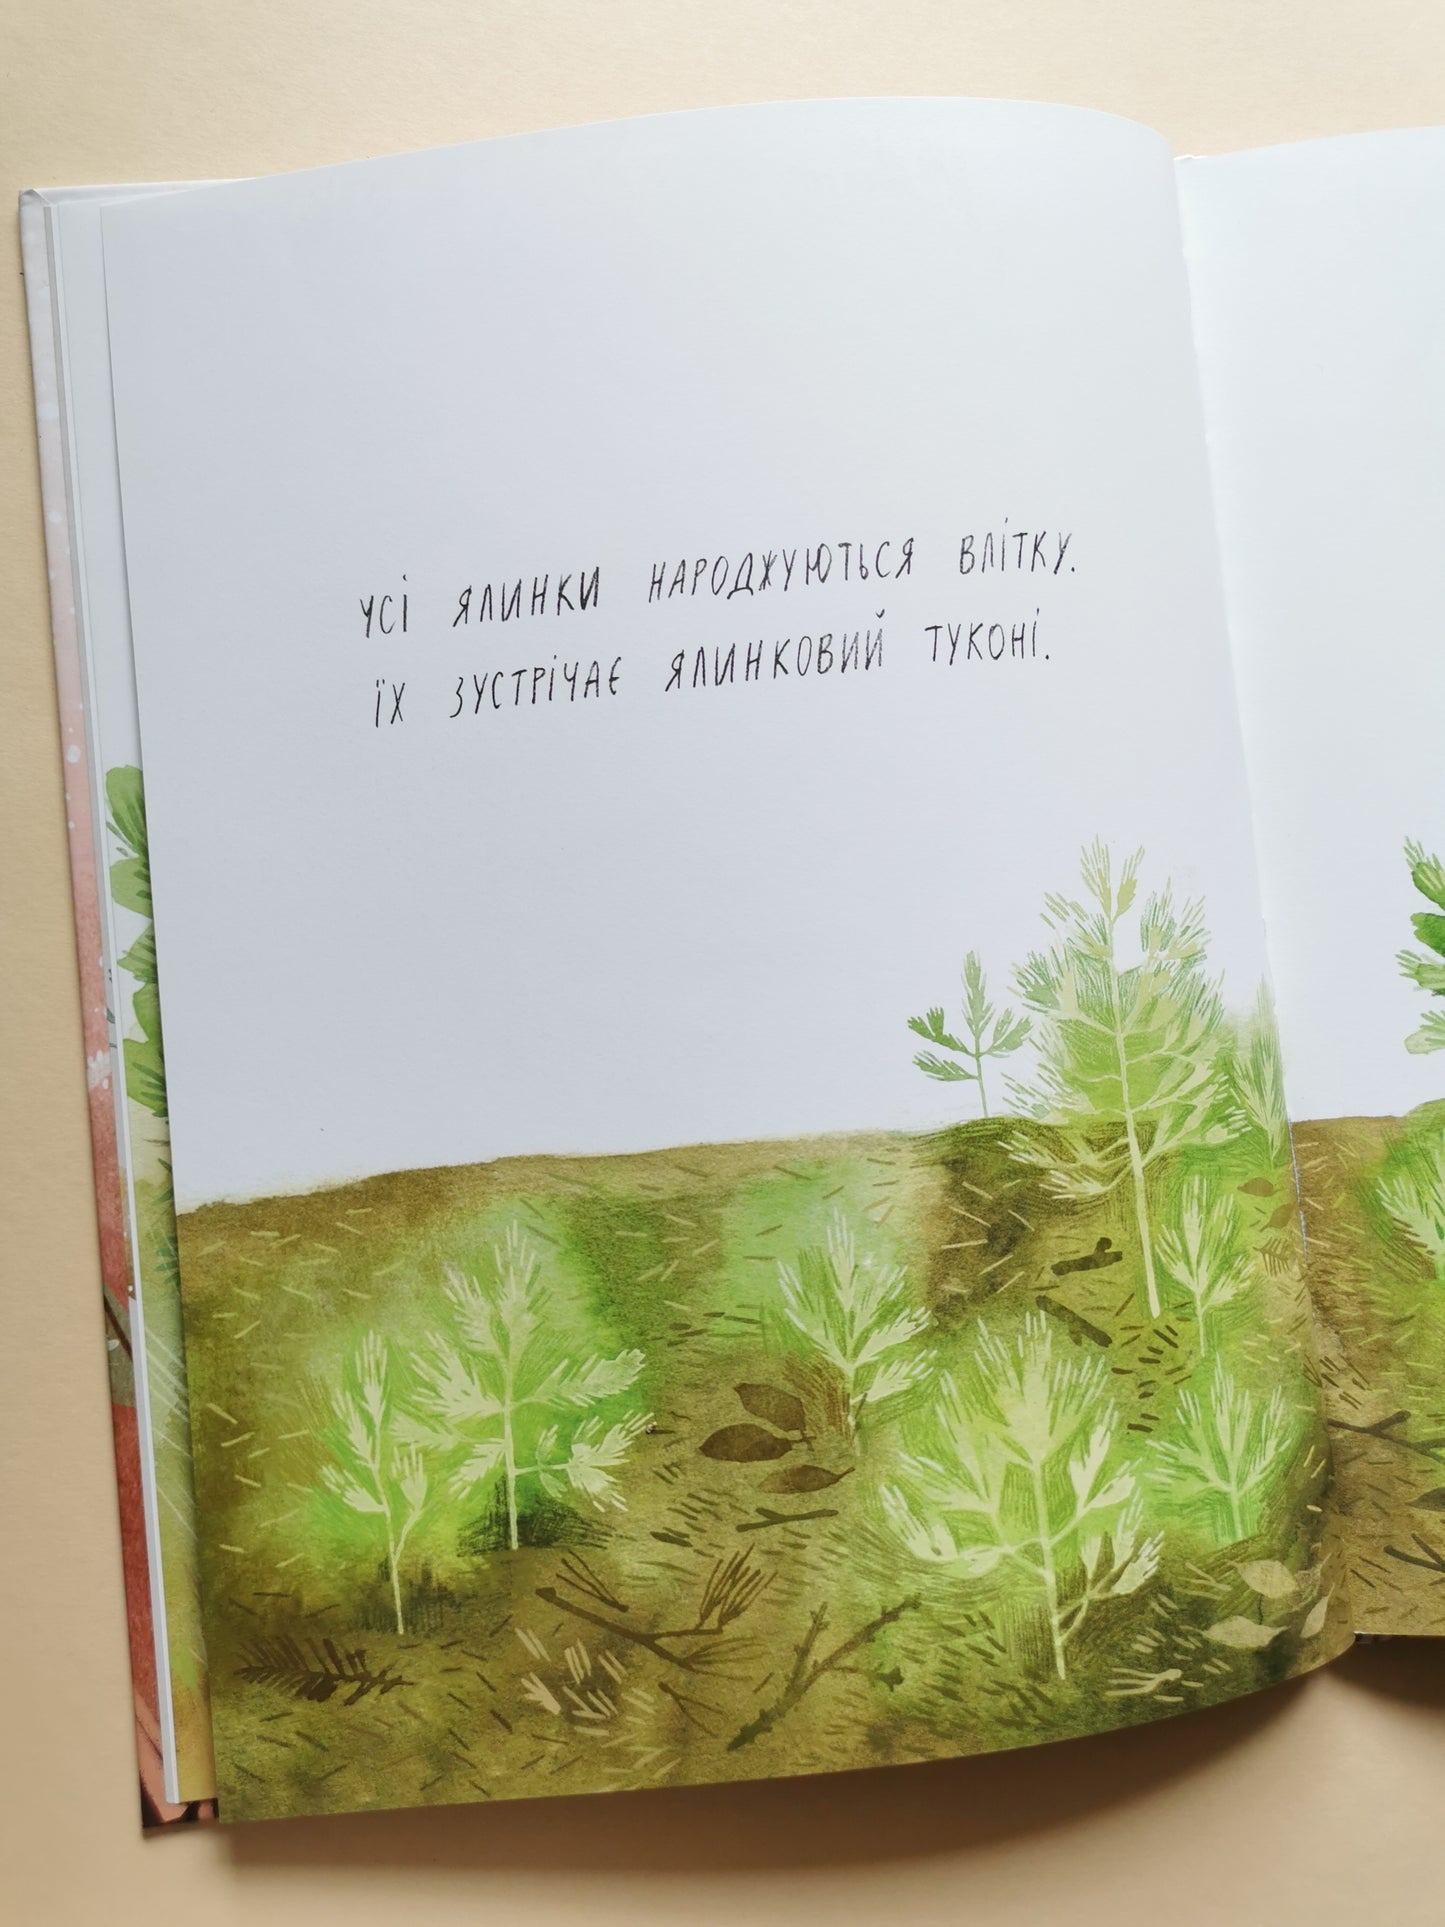 УСІ ЯЛИНКИ НАРОДЖУЮТЬСЯ ВЛІТКУ.
ЇХ ЗУСТРІЧАЄ ЯЛИНКОВИЙ ТУКОНІ.